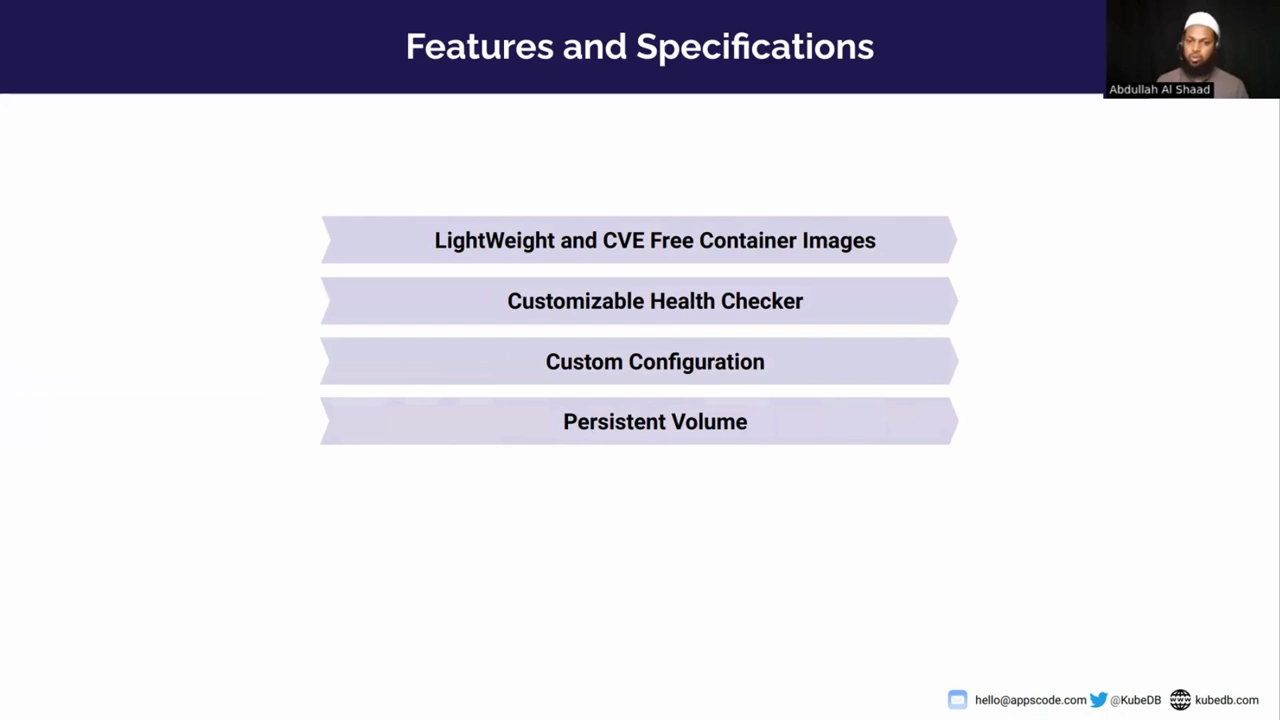 Features and Specifications
Abdullah Al Shaad
LightWeight and CVE Free Container Images
Customizable Health Checker
Custom Configuration
Persistent Volume
hello@appscode.com @KubeDB kubedb.com